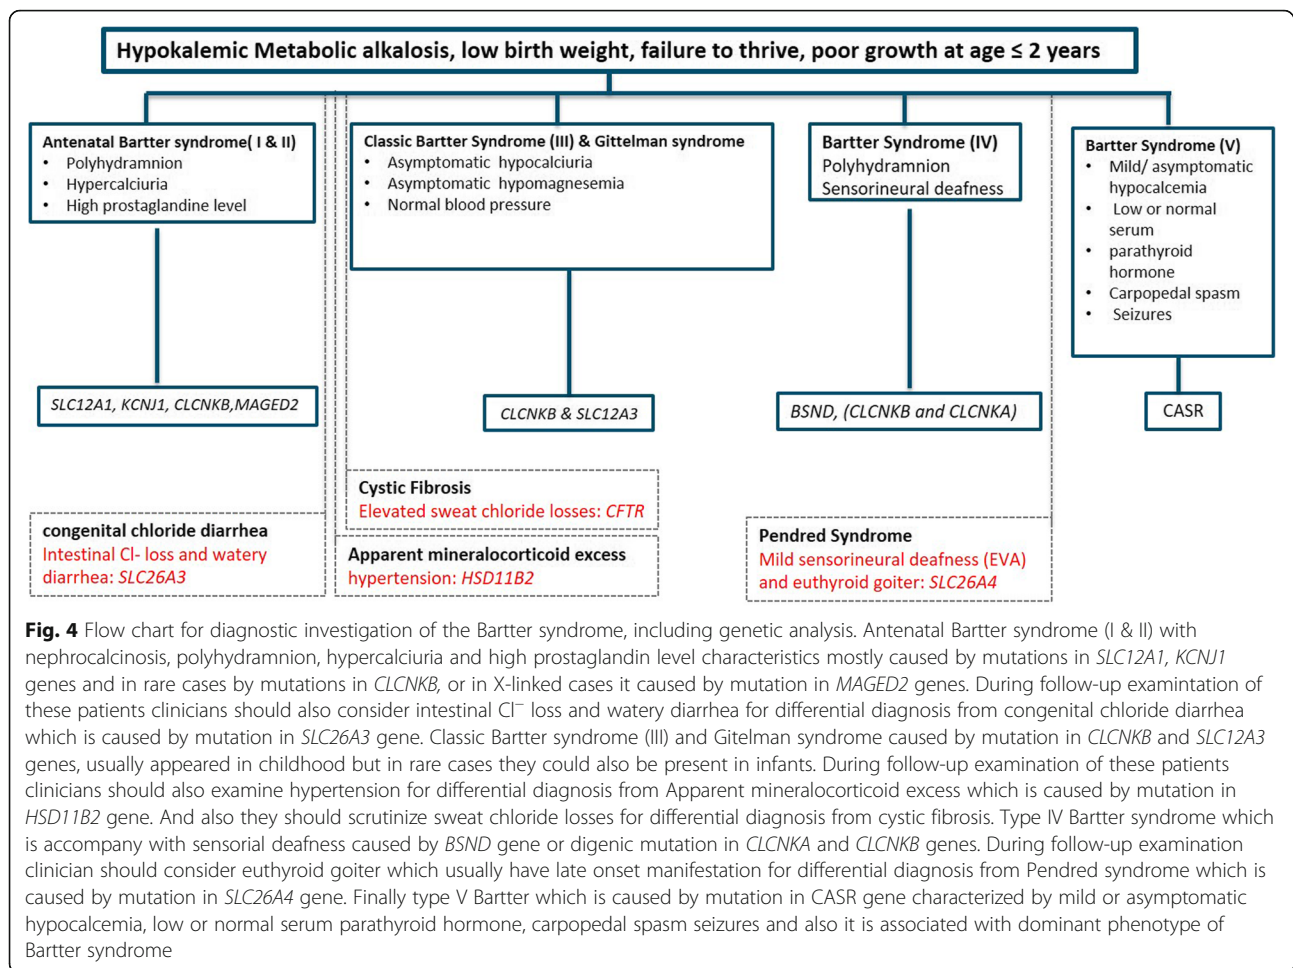 Hypokalemic Metabolic alkalosis, low birth weight, failure to thrive, poor growth at age ≤ 2 years
Antenatal Bartter syndrome( I & II)
• Polyhydramnion
• Hypercalciuria
• High prostaglandine level
Classic Bartter Syndrome (III) & Gittelman syndrome
• Asymptomatic hypocalciuria
• Asymptomatic hypomagnesemia
• Normal blood pressure
Bartter Syndrome (IV)
Polyhydramnion
Sensorineural deafness
Bartter Syndrome (V)
• Mild/ asymptomatic
hypocalcemia
• Low or normal
serum
• parathyroid
hormone
• Carpopedal spasm
• Seizures
SLC12A1, KCNJ1, CLCNKB,MAGED2
CLCNKB & SLC12A3
BSND, (CLCNKB and CLCNKA)
CASR
congenital chloride diarrhea
Intestinal Cl- loss and watery
diarrhea: SLC26A3
Cystic Fibrosis
Elevated sweat chloride losses: CFTR
Apparent mineralocorticoid excess
hypertension: HSD11B2
Pendred Syndrome
Mild sensorineural deafness (EVA)
and euthyroid goiter: SLC26A4
Fig. 4 Flow chart for diagnostic investigation of the Bartter syndrome, including genetic analysis. Antenatal Bartter syndrome (I & II) with
nephrocalcinosis, polyhydramnion, hypercalciuria and high prostaglandin level characteristics mostly caused by mutations in SLC12A1, KCNJ1
genes and in rare cases by mutations in CLCNKB, or in X-linked cases it caused by mutation in MAGED2 genes. During follow-up examintation of
these patients clinicians should also consider intestinal Cl⁻ loss and watery diarrhea for differential diagnosis from congenital chloride diarrhea
which is caused by mutation in SLC26A3 gene. Classic Bartter syndrome (III) and Gitelman syndrome caused by mutation in CLCNKB and SLC12A3
genes, usually appeared in childhood but in rare cases they could also be present in infants. During follow-up examination of these patients
clinicians should also examine hypertension for differential diagnosis from Apparent mineralocorticoid excess which is caused by mutation in
HSD11B2 gene. And also they should scrutinize sweat chloride losses for differential diagnosis from cystic fibrosis. Type IV Bartter syndrome which
is accompany with sensorial deafness caused by BSND gene or digenic mutation in CLCNKA and CLCNKB genes. During follow-up examination
clinician should consider euthyroid goiter which usually have late onset manifestation for differential diagnosis from Pendred syndrome which is
caused by mutation in SLC26A4 gene. Finally type V Bartter which is caused by mutation in CASR gene characterized by mild or asymptomatic
hypocalcemia, low or normal serum parathyroid hormone, carpopedal spasm seizures and also it is associated with dominant phenotype of
Bartter syndrome